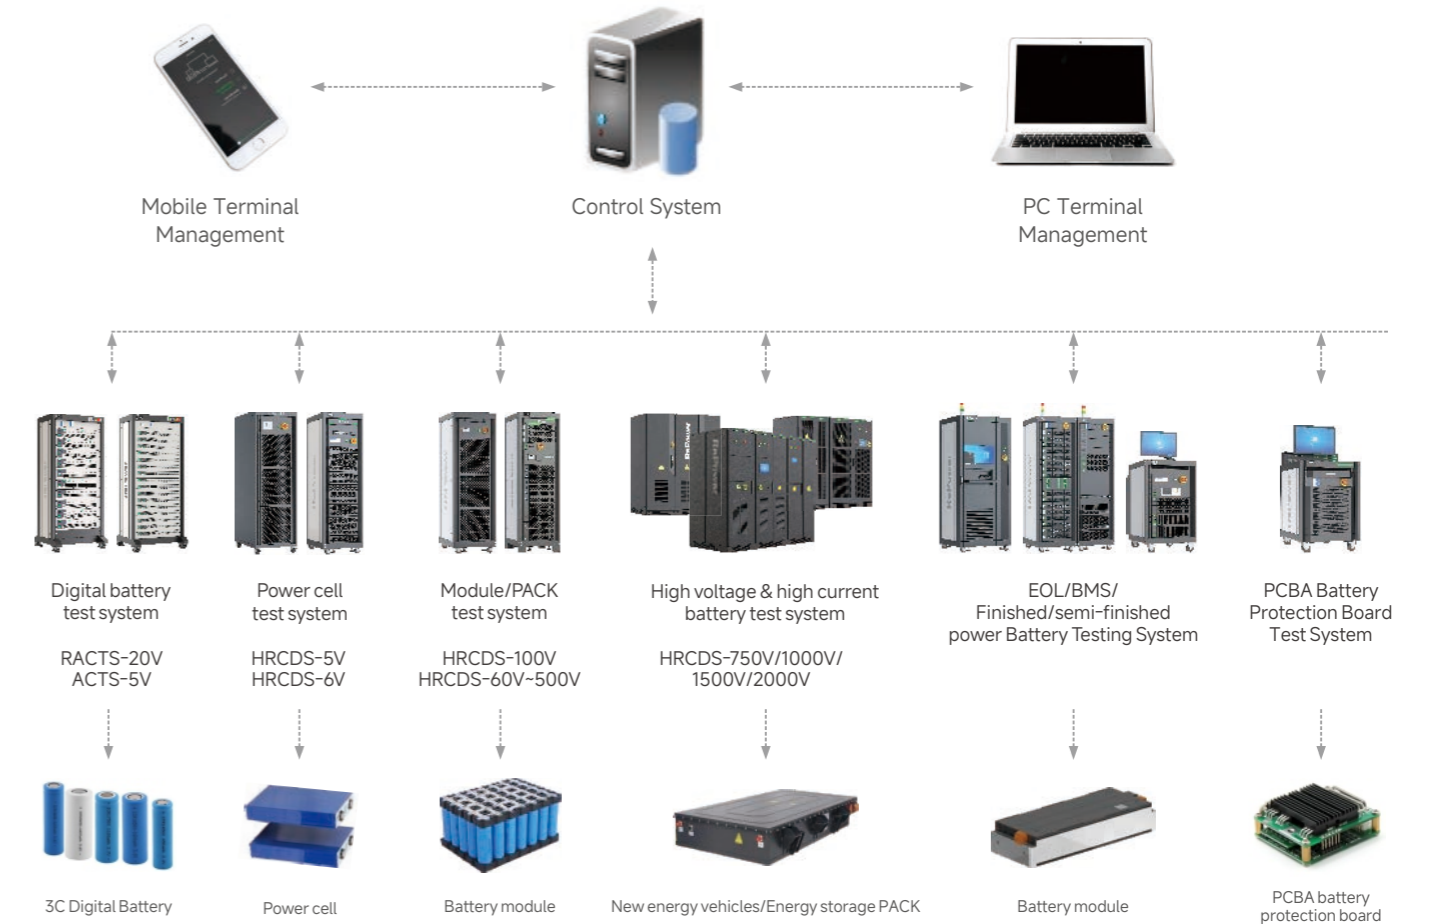 Mobile Terminal
Management
Control System
PC Terminal
Management
Digital battery
test system
RACTS-20V
ACTS-5V
Power cell
test system
HRCDS-5V
HRCDS-6V
Module/PACK
test system
HRCDS-100V
HRCDS-60V~500V
High voltage & high current
battery test system
HRCDS-750V/1000V/
1500V/2000V
EOL/BMS/
Finished/semi-finished
power Battery Testing System
PCBA Battery
Protection Board
Test System
3C Digital Battery
Power cell
Battery module
New energy vehicles/Energy storage PACK
Battery module
PCBA battery
protection board